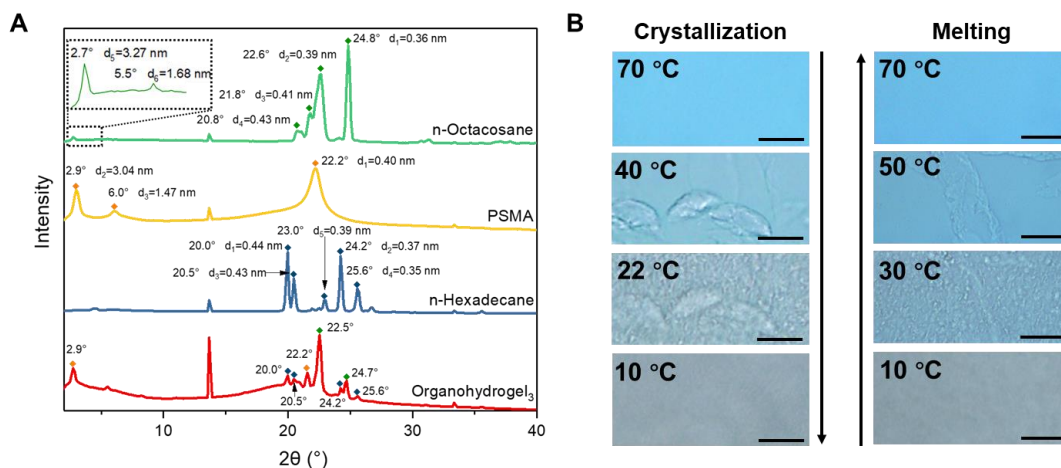 A
2.7° d₅=3.27 nm
5.5° d₆=1.68 nm
24.8° d₁=0.36 nm
22.6° d₂=0.39 nm
21.8° d₃=0.41 nm
20.8° d₄=0.43 nm
n-Octacosane
2.9° d₂=3.04 nm
6.0° d₃=1.47 nm
22.2° d₁=0.40 nm
PSMA
23.0° d₅=0.39 nm
20.0° d₁=0.44 nm
24.2° d₂=0.37 nm
20.5° d₃=0.43 nm
25.6° d₄=0.35 nm
n-Hexadecane
22.5°
2.9°
22.2°
20.0°
24.7°
20.5°
24.2°
25.6°
Organohydrogel₃
Intensity
10 20 30 40
2θ (°)
B
Crystallization
70 °C
40 °C
22 °C
10 °C
Melting
70 °C
50 °C
30 °C
10 °C